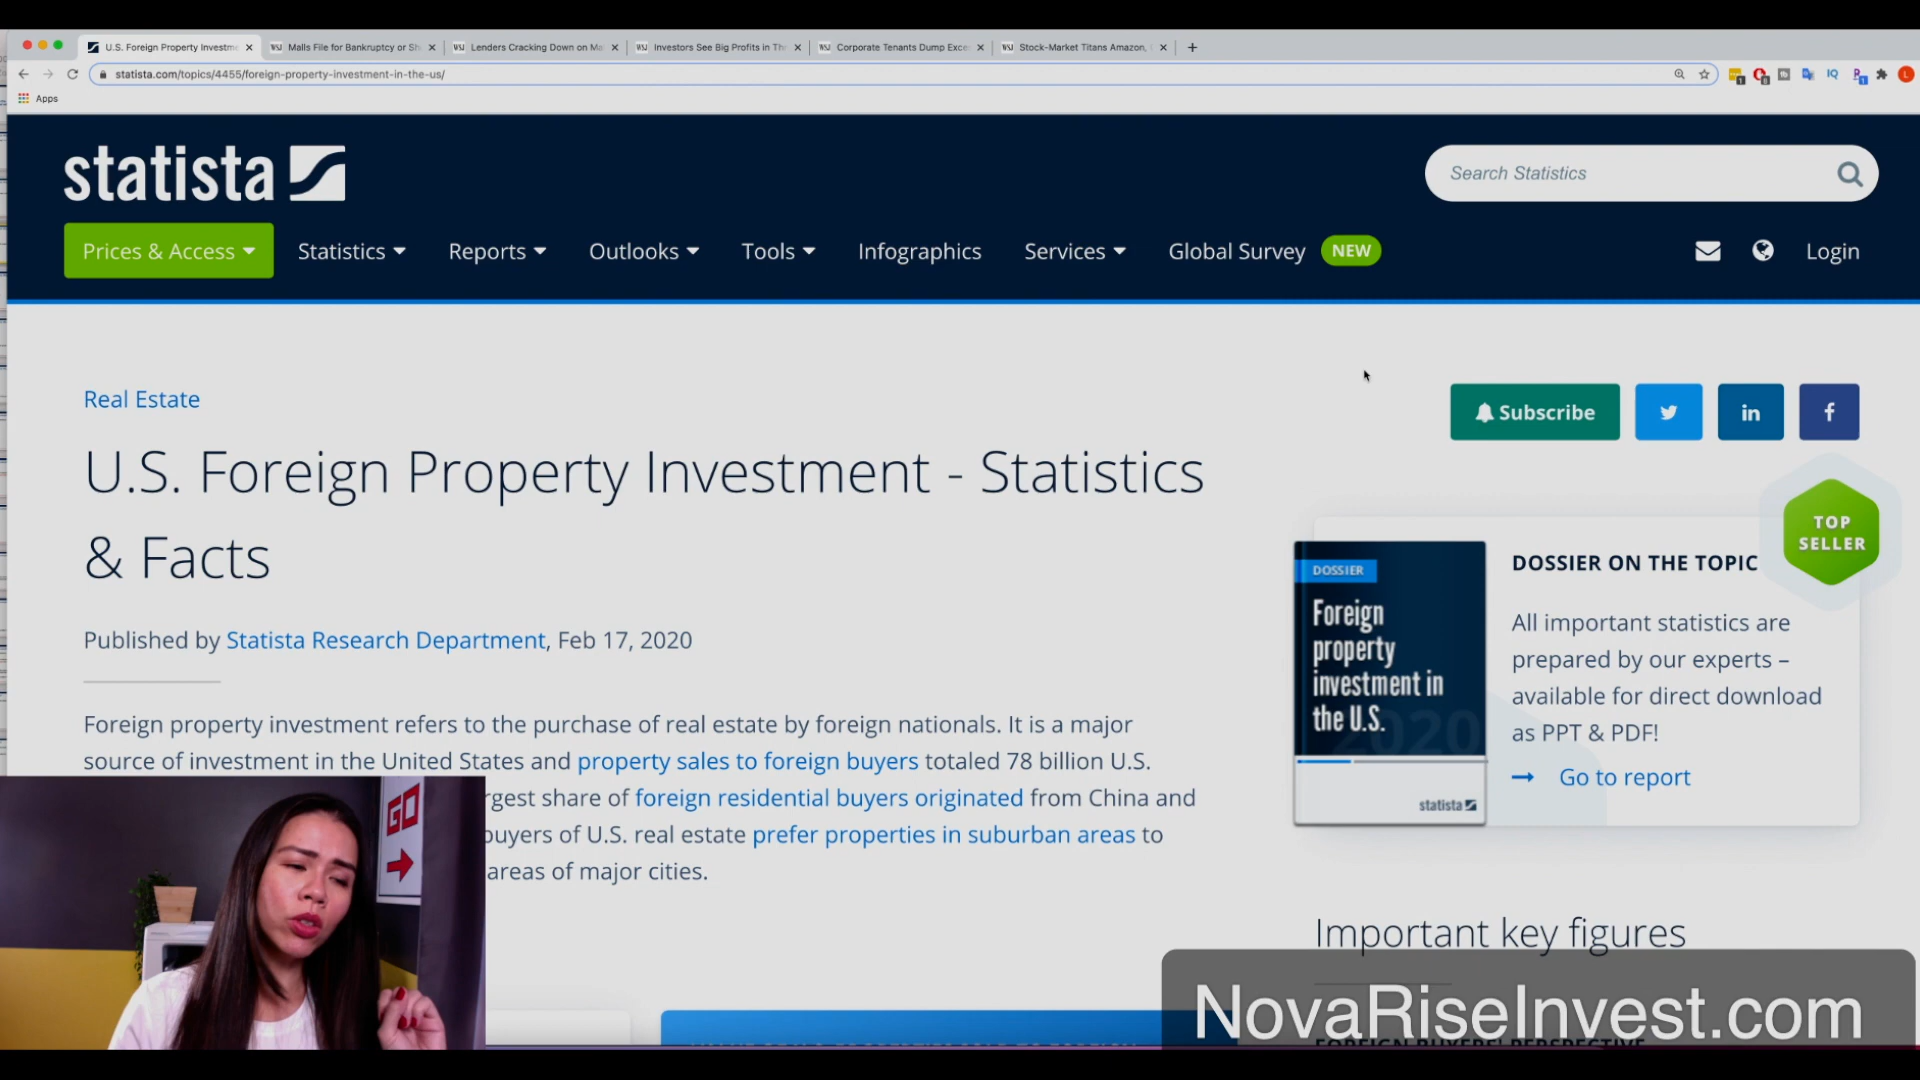 U.S. Foreign Property Investm
Malls File for Bankruptcy or Sh
Lenders Cracking Down on Ma
Investors See Big Profits in Th
Corporate Tenants Dump Exce
Stock-Market Titans Amazon,
statista.com/topics/4455/foreign-property-investment-in-the-us/
Apps
statista
Search Statistics
Prices & Access
Statistics
Reports
Outlooks
Tools
Infographics
Services
Global Survey
NEW
Login
Real Estate
Subscribe
U.S. Foreign Property Investment - Statistics
& Facts
TOP
SELLER
DOSSIER
Foreign
property
investment in
the U.S.
2020
statista
DOSSIER ON THE TOPIC
All important statistics are
prepared by our experts –
available for direct download
as PPT & PDF!
Go to report
Published by Statista Research Department, Feb 17, 2020
Foreign property investment refers to the purchase of real estate by foreign nationals. It is a major
source of investment in the United States and property sales to foreign buyers totaled 78 billion U.S.
rgest share of foreign residential buyers originated from China and
buyers of U.S. real estate prefer properties in suburban areas to
areas of major cities.
GO
Important key figures
NovaRiseInvest.com